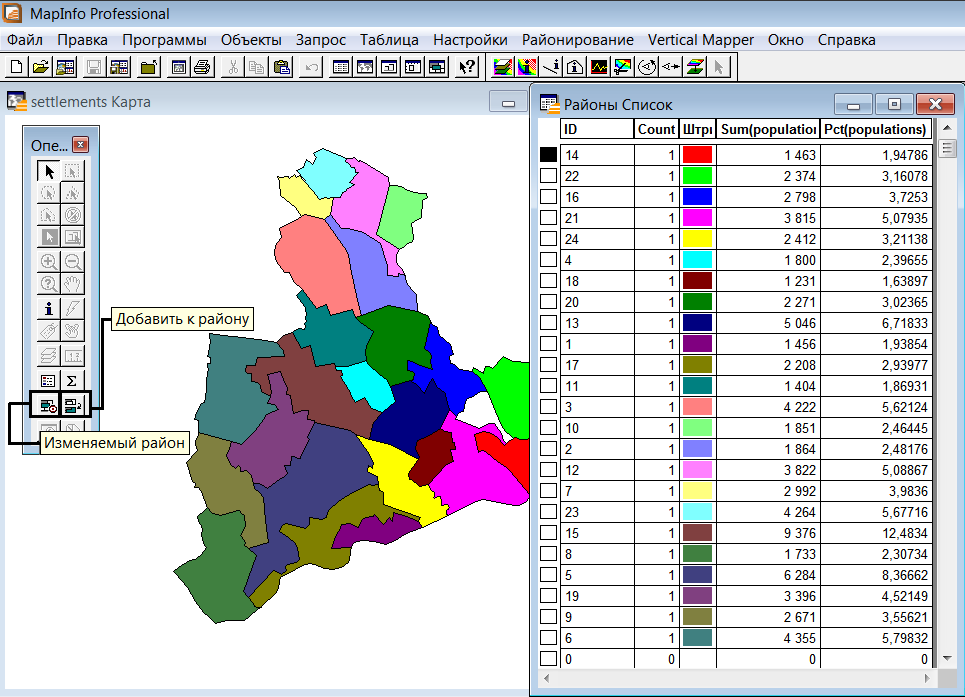 MapInfo Professional
Файл Правка Программы Объекты Запрос Таблица Настройки Районирование Vertical Mapper Окно Справка
settlements Карта
Опе...
Добавить к району
Изменяемый район
Районы Список
ID Count Штри Sum(population Pct(populations)
14 1 1 463 1,94786
22 1 2 374 3,16078
16 1 2 798 3,7253
21 1 3 815 5,07935
24 1 2 412 3,21138
4 1 1 800 2,39655
18 1 1 231 1,63897
20 1 2 271 3,02365
13 1 5 046 6,71833
1 1 1 456 1,93854
17 1 2 208 2,93977
11 1 1 404 1,86931
3 1 4 222 5,62124
10 1 1 851 2,46445
2 1 1 864 2,48176
12 1 3 822 5,08867
7 1 2 992 3,9836
23 1 4 264 5,67716
15 1 9 376 12,4834
8 1 1 733 2,30734
5 1 6 284 8,36662
19 1 3 396 4,52149
9 1 2 671 3,55621
6 1 4 355 5,79832
0 0 0 0